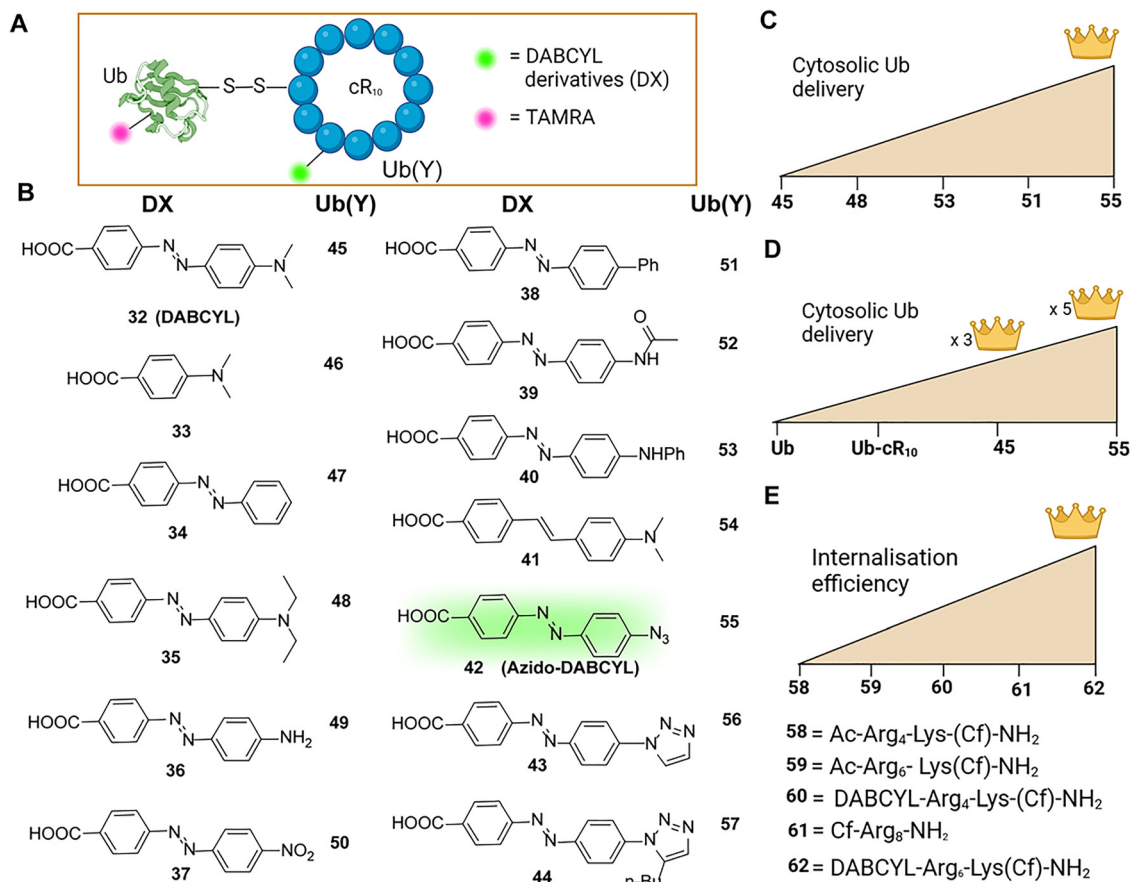 A
Ub
S
S
cR₁₀
= DABCYL
derivatives (DX)
= TAMRA
Ub(Y)
B
DX
Ub(Y)
DX
Ub(Y)
HOOC
N
N
N
32 (DABCYL)
45
HOOC
N
33
46
HOOC
N
N
34
47
HOOC
N
N
N
35
48
HOOC
N
N
NH₂
36
49
HOOC
N
N
NO₂
37
50
HOOC
N
N
Ph
38
51
HOOC
N
N
O
NH
39
52
HOOC
N
N
NHPh
40
53
HOOC
N
41
54
HOOC
N
N
N₃
42 (Azido-DABCYL)
55
HOOC
N
N
N
N
N
43
56
HOOC
N
N
N
N
N
n-Bu
44
57
C
Cytosolic Ub
delivery
45 48 53 51 55
D
Cytosolic Ub
delivery
x 3
x 5
Ub Ub-cR₁₀ 45 55
E
Internalisation
efficiency
58 59 60 61 62
58 = Ac-Arg₄-Lys-(Cf)-NH₂
59 = Ac-Arg₆- Lys(Cf)-NH₂
60 = DABCYL-Arg₄-Lys-(Cf)-NH₂
61 = Cf-Arg₈-NH₂
62 = DABCYL-Arg₆-Lys(Cf)-NH₂